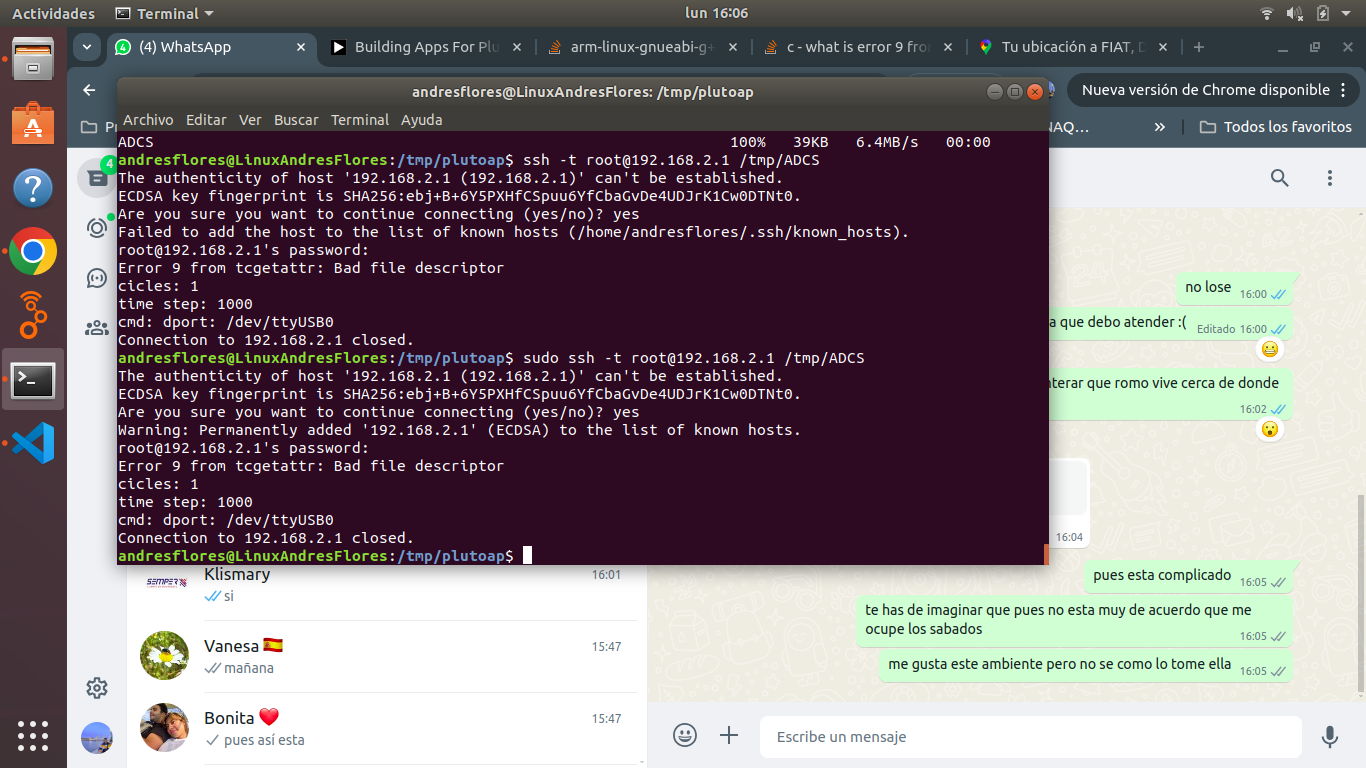 Actividades
Terminal
lun 16:06
(4) WhatsApp
Building Apps For Plu
arm-linux-gnueabi-g+
c - what is error 9 fro
Tu ubicación a FIAT, D
Nueva versión de Chrome disponible
NAQ…
»
Todos los favoritos
andresflores@LinuxAndresFlores: /tmp/plutoap
Archivo Editar Ver Buscar Terminal Ayuda
ADCS 100% 39KB 6.4MB/s 00:00
andresflores@LinuxAndresFlores:/tmp/plutoap$ ssh -t root@192.168.2.1 /tmp/ADCS
The authenticity of host '192.168.2.1 (192.168.2.1)' can't be established.
ECDSA key fingerprint is SHA256:ebj+B+6Y5PXHfCSpuu6YfCbaGvDe4UDJrK1Cw0DTNt0.
Are you sure you want to continue connecting (yes/no)? yes
Failed to add the host to the list of known hosts (/home/andresflores/.ssh/known_hosts).
root@192.168.2.1's password:
Error 9 from tcgetattr: Bad file descriptor
cicles: 1
time step: 1000
cmd: dport: /dev/ttyUSB0
Connection to 192.168.2.1 closed.
andresflores@LinuxAndresFlores:/tmp/plutoap$ sudo ssh -t root@192.168.2.1 /tmp/ADCS
The authenticity of host '192.168.2.1 (192.168.2.1)' can't be established.
ECDSA key fingerprint is SHA256:ebj+B+6Y5PXHfCSpuu6YfCbaGvDe4UDJrK1Cw0DTNt0.
Are you sure you want to continue connecting (yes/no)? yes
Warning: Permanently added '192.168.2.1' (ECDSA) to the list of known hosts.
root@192.168.2.1's password:
Error 9 from tcgetattr: Bad file descriptor
cicles: 1
time step: 1000
cmd: dport: /dev/ttyUSB0
Connection to 192.168.2.1 closed.
andresflores@LinuxAndresFlores:/tmp/plutoap$
4
no lose 16:00
a que debo atender :( Editado 16:00
terar que romo vive cerca de donde
16:02
16:04
pues esta complicado 16:05
te has de imaginar que pues no esta muy de acuerdo que me
ocupe los sabados 16:05
me gusta este ambiente pero no se como lo tome ella 16:05
Escribe un mensaje
SEMPER
Klismary 16:01
si
Vanesa 🇪🇸 15:47
mañana
Bonita ❤️ 15:47
pues así esta